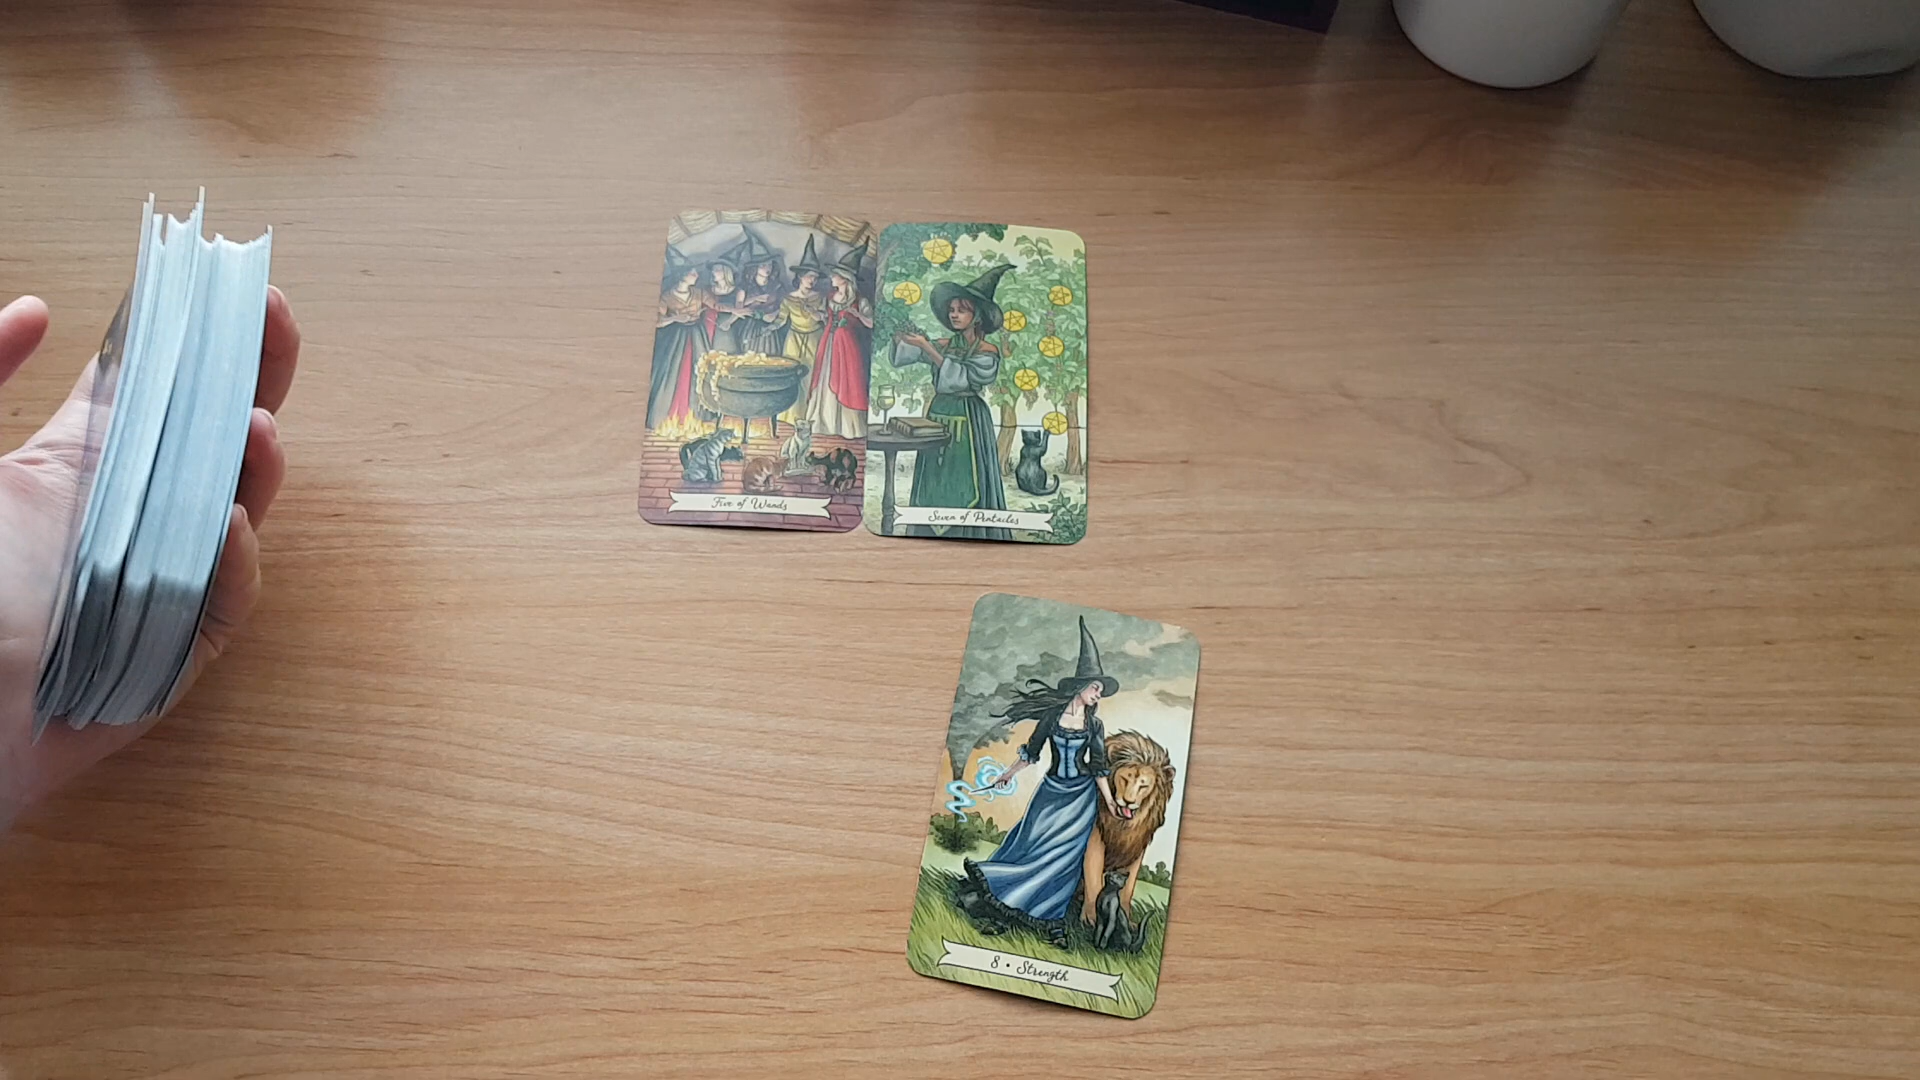 Five of Wands
Seven of Pentacles
8 • Strength